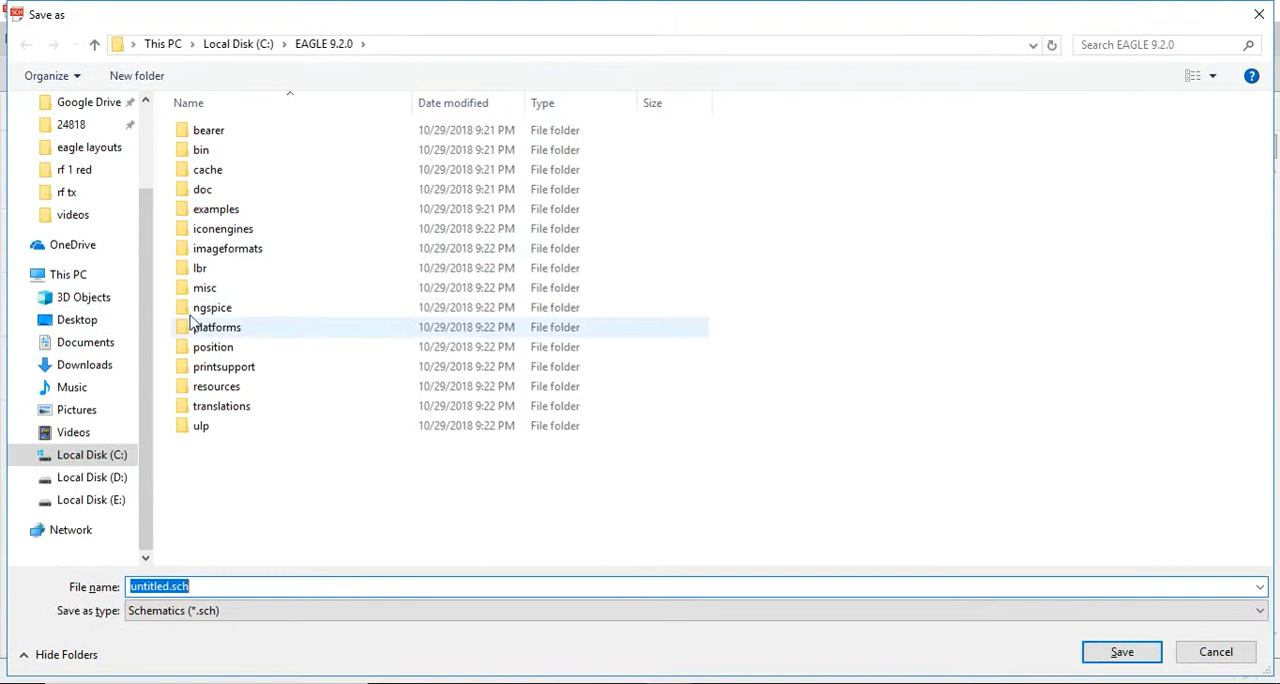 Save as
This PC > Local Disk (C:) > EAGLE 9.2.0 >
Search EAGLE 9.2.0
Organize
New folder
Name
Date modified
Type
Size
Google Drive
24818
eagle layouts
rf 1 red
rf tx
videos
OneDrive
This PC
3D Objects
Desktop
Documents
Downloads
Music
Pictures
Videos
Local Disk (C:)
Local Disk (D:)
Local Disk (E:)
Network
bearer 10/29/2018 9:21 PM File folder
bin 10/29/2018 9:21 PM File folder
cache 10/29/2018 9:21 PM File folder
doc 10/29/2018 9:21 PM File folder
examples 10/29/2018 9:21 PM File folder
iconengines 10/29/2018 9:22 PM File folder
imageformats 10/29/2018 9:22 PM File folder
lbr 10/29/2018 9:22 PM File folder
misc 10/29/2018 9:22 PM File folder
ngspice 10/29/2018 9:22 PM File folder
platforms 10/29/2018 9:22 PM File folder
position 10/29/2018 9:22 PM File folder
printsupport 10/29/2018 9:22 PM File folder
resources 10/29/2018 9:22 PM File folder
translations 10/29/2018 9:22 PM File folder
ulp 10/29/2018 9:22 PM File folder
File name: untitled.sch
Save as type: Schematics (*.sch)
Hide Folders
Save
Cancel